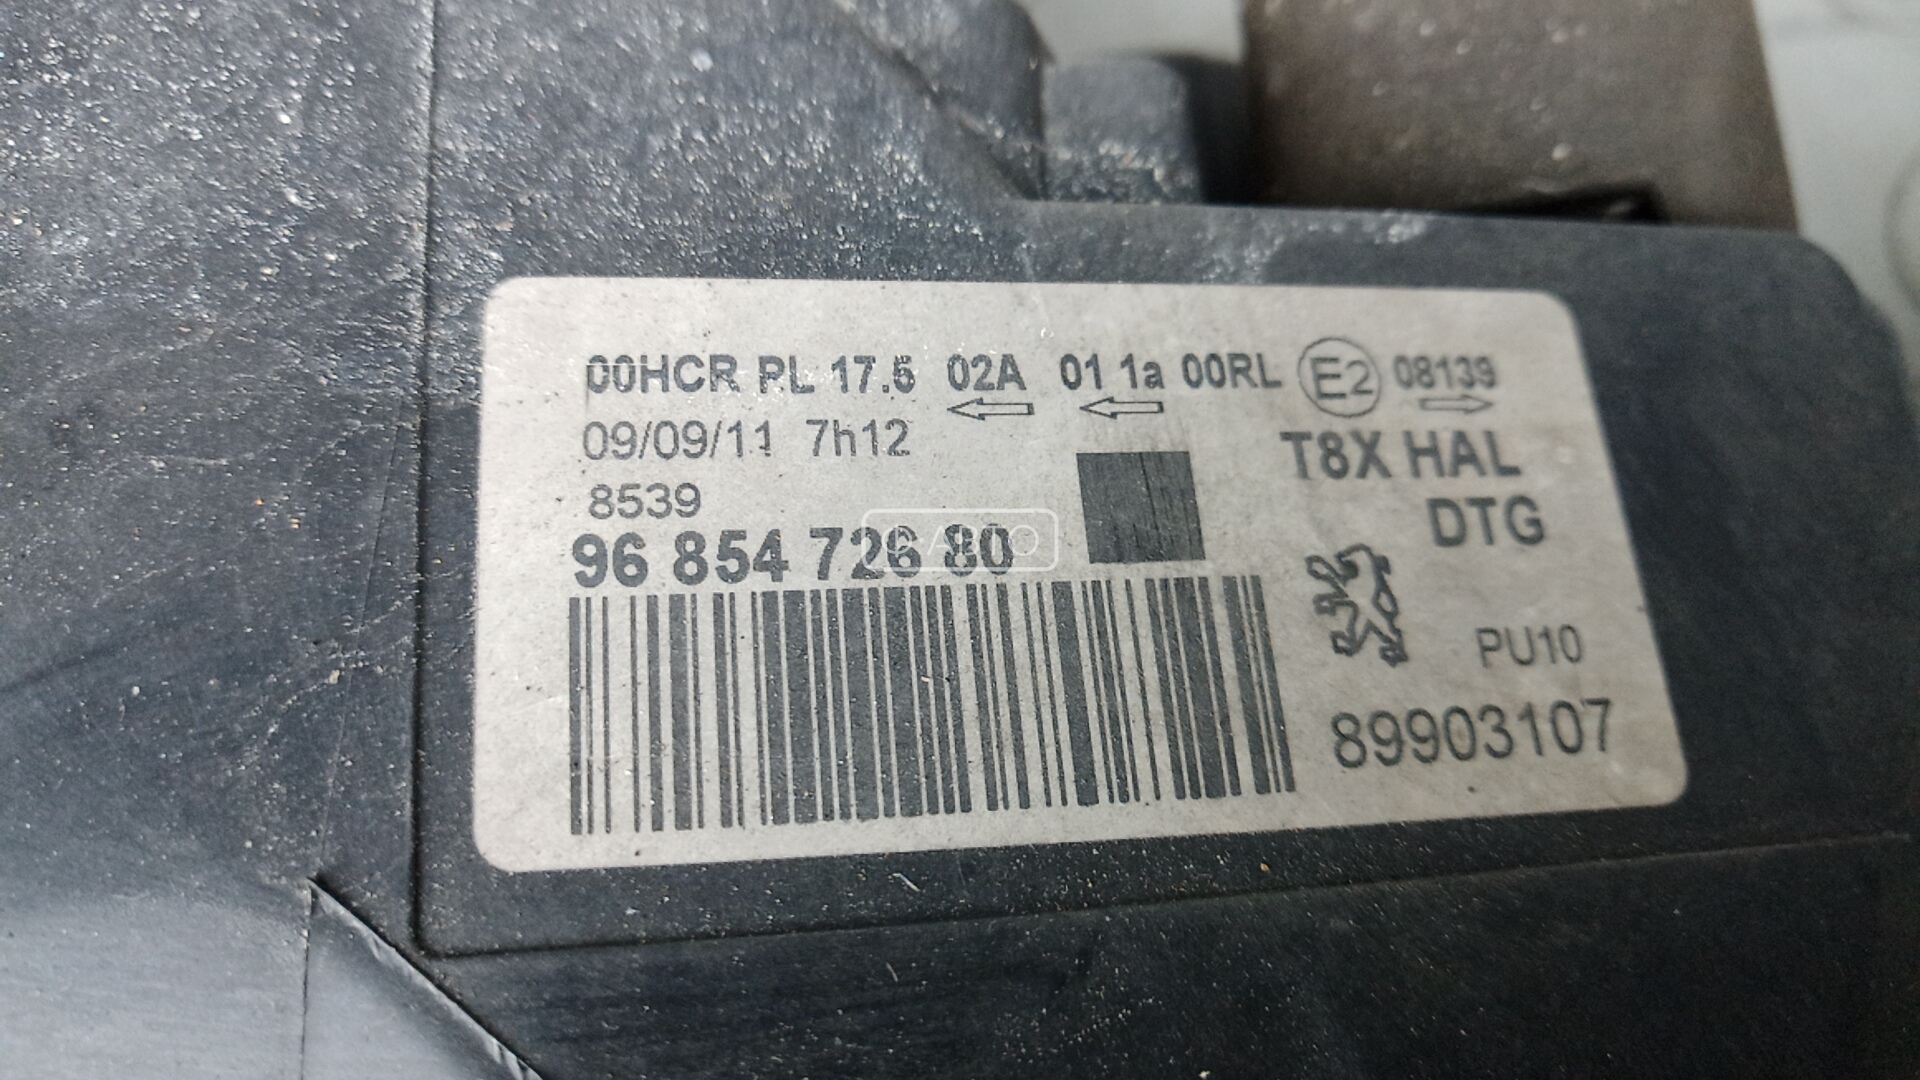 00HCR PL 17.5 02A 01 1a 00RL E2 08139
09/09/11 7h12
T8X HAL
8539
DTG
96 854 726 80
PU10
89903107